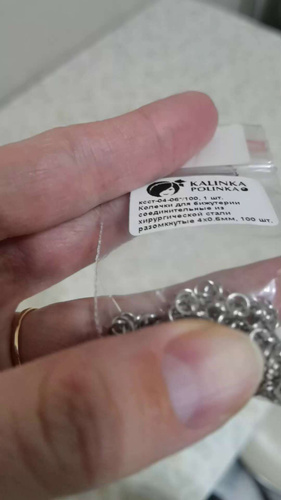 KALINKA
POLINKA
КССТ-04-06*100, 1 шт.
Колечки для бижутерии
соединительные из
хирургической стали
разомкнутые 4х0.6мм, 100 шт.